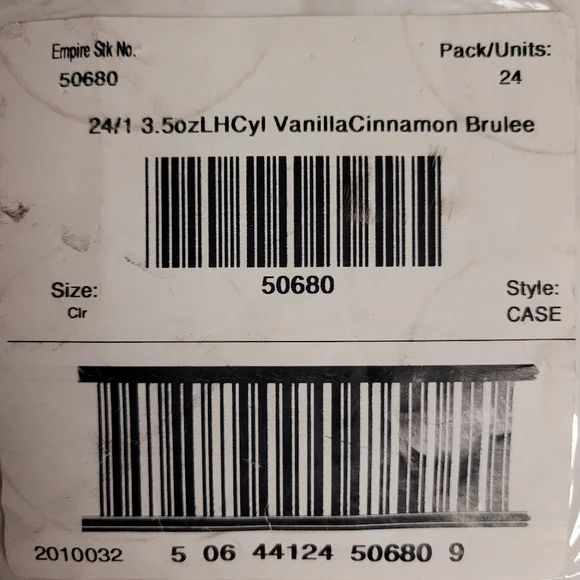 Empire Stk No.
Pack/Units:
50680
24
24/1 3.5ozLHCyl VanillaCinnamon Brulee
50680
Size:
Style:
Clr
CASE
2010032 5 06 44124 50680 9